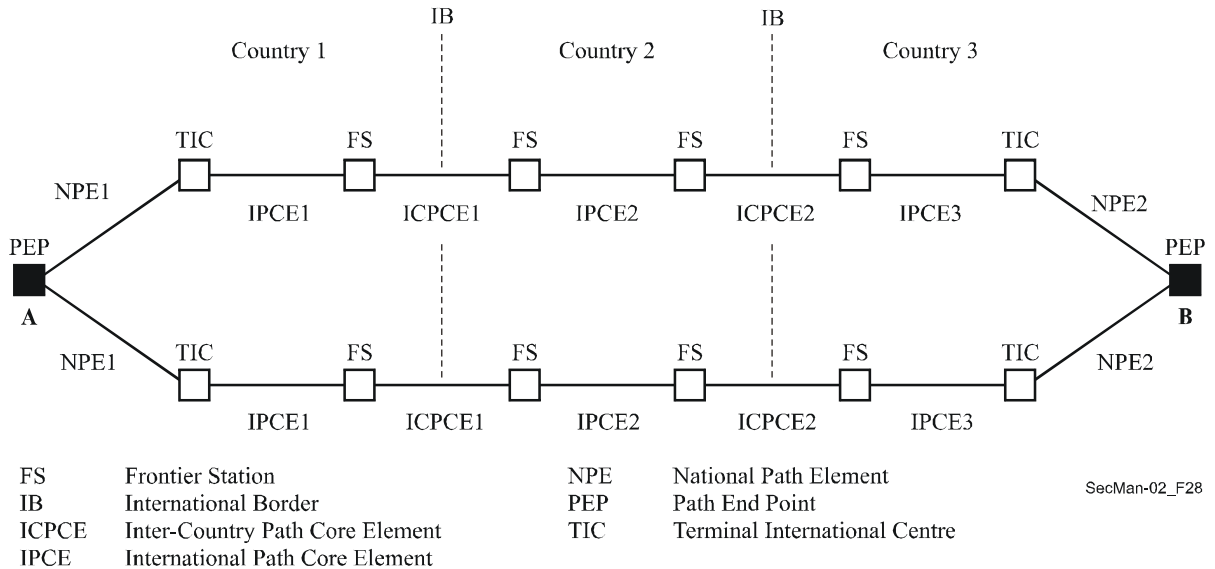 IB IB
Country 1 Country 2 Country 3
TIC FS FS FS FS TIC
NPE1 NPE2
IPCE1 ICPCE1 IPCE2 ICPCE2 IPCE3
PEP PEP
A B
NPE1 NPE2
TIC FS FS FS FS TIC
IPCE1 ICPCE1 IPCE2 ICPCE2 IPCE3
FS Frontier Station NPE National Path Element
IB International Border PEP Path End Point
ICPCE Inter-Country Path Core Element TIC Terminal International Centre
IPCE International Path Core Element
SecMan-02_F28